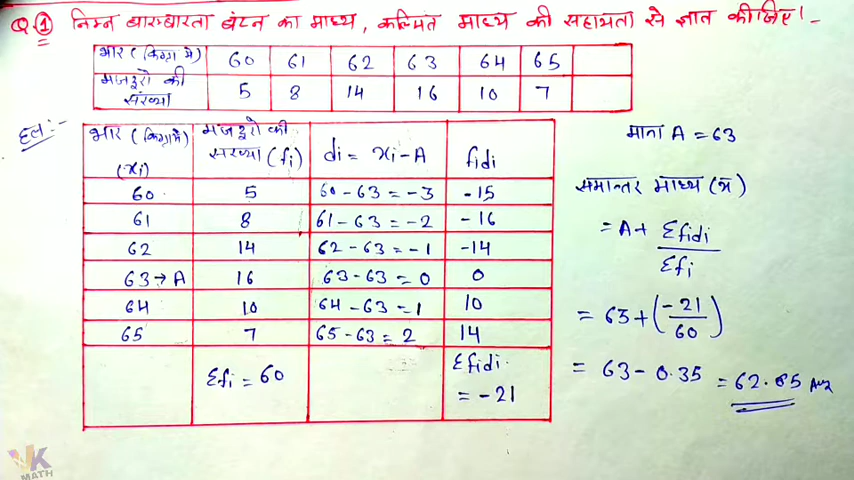 Q.① निम्न बारम्बारता बंटन का माध्य, कल्पित माध्य की सहायता से ज्ञात कीजिए।-
भार (किग्रा में) 60 61 62 63 64 65
मजदूरो की संख्या 5 8 14 16 10 7
हल:-
भार (किग्रा में) (xi) मजदूरो की संख्या (fi) di = xi - A fidi
60 5 60 - 63 = -3 -15
61 8 61 - 63 = -2 -16
62 14 62 - 63 = -1 -14
63→A 16 63 - 63 = 0 0
64 10 64 - 63 = 1 10
65 7 65 - 63 = 2 14
Σfi = 60 Σfidi = -21
माना A = 63
समान्तर माध्य (x̄)
= A + Σfidi / Σfi
= 63 + (-21 / 60)
= 63 - 0.35 = 62.65 Ans
VK
MATH